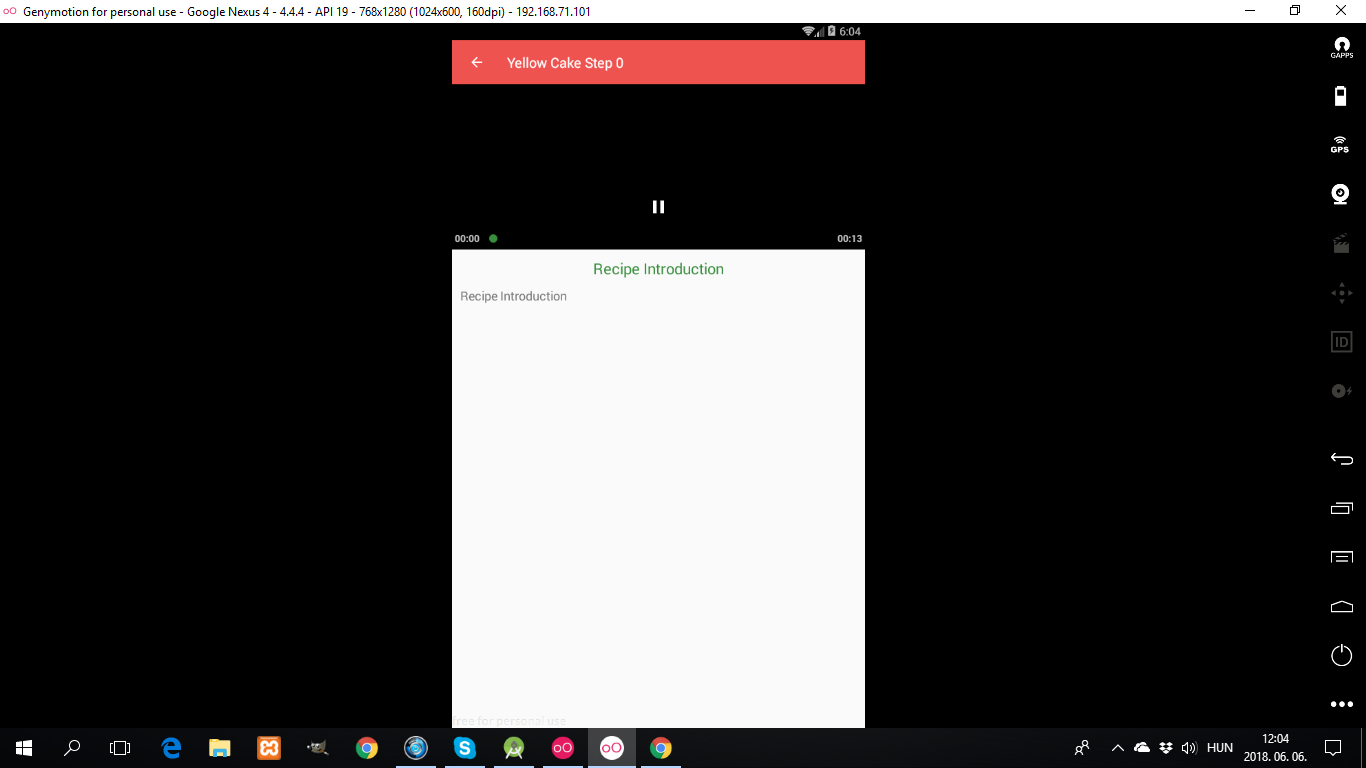 Genymotion for personal use - Google Nexus 4 - 4.4.4 - API 19 - 768x1280 (1024x600, 160dpi) - 192.168.71.101
6:04
GAPPS
Yellow Cake Step 0
GPS
00:00
00:13
Recipe Introduction
Recipe Introduction
ID
free for personal use
S
HUN
12:04
2018. 06. 06.